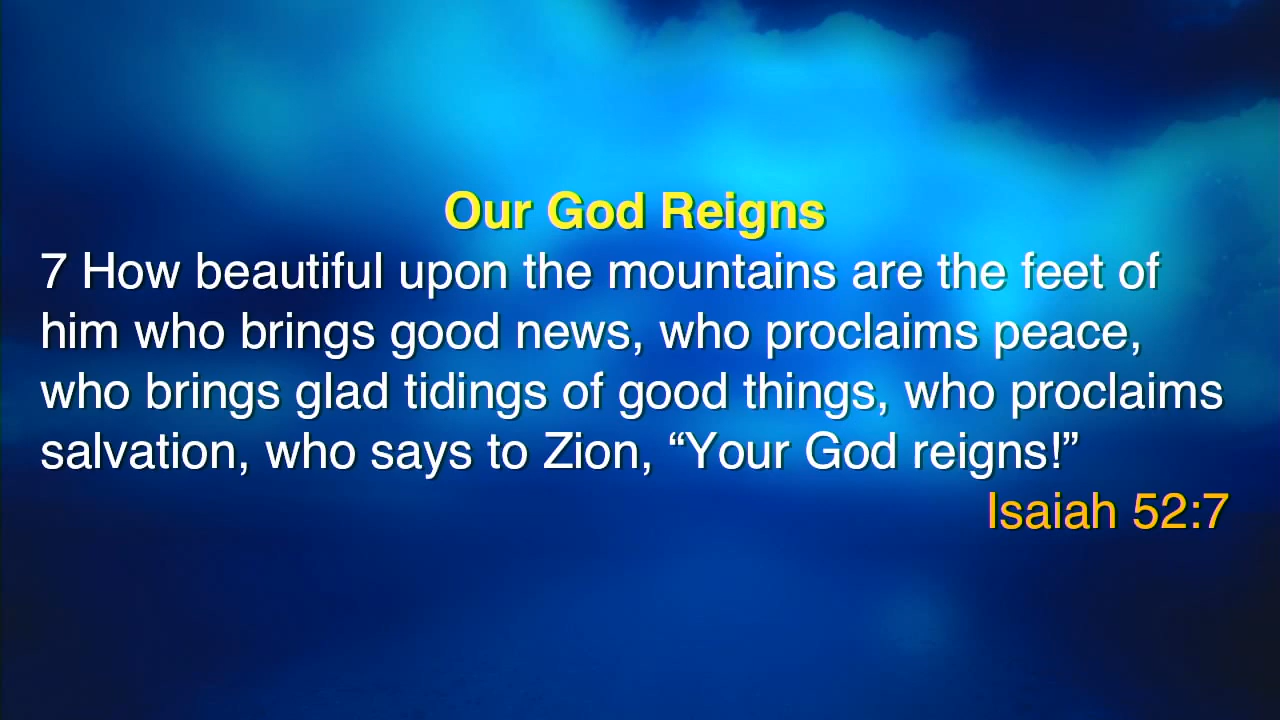 Our God Reigns
7 How beautiful upon the mountains are the feet of
him who brings good news, who proclaims peace,
who brings glad tidings of good things, who proclaims
salvation, who says to Zion, “Your God reigns!”
Isaiah 52:7